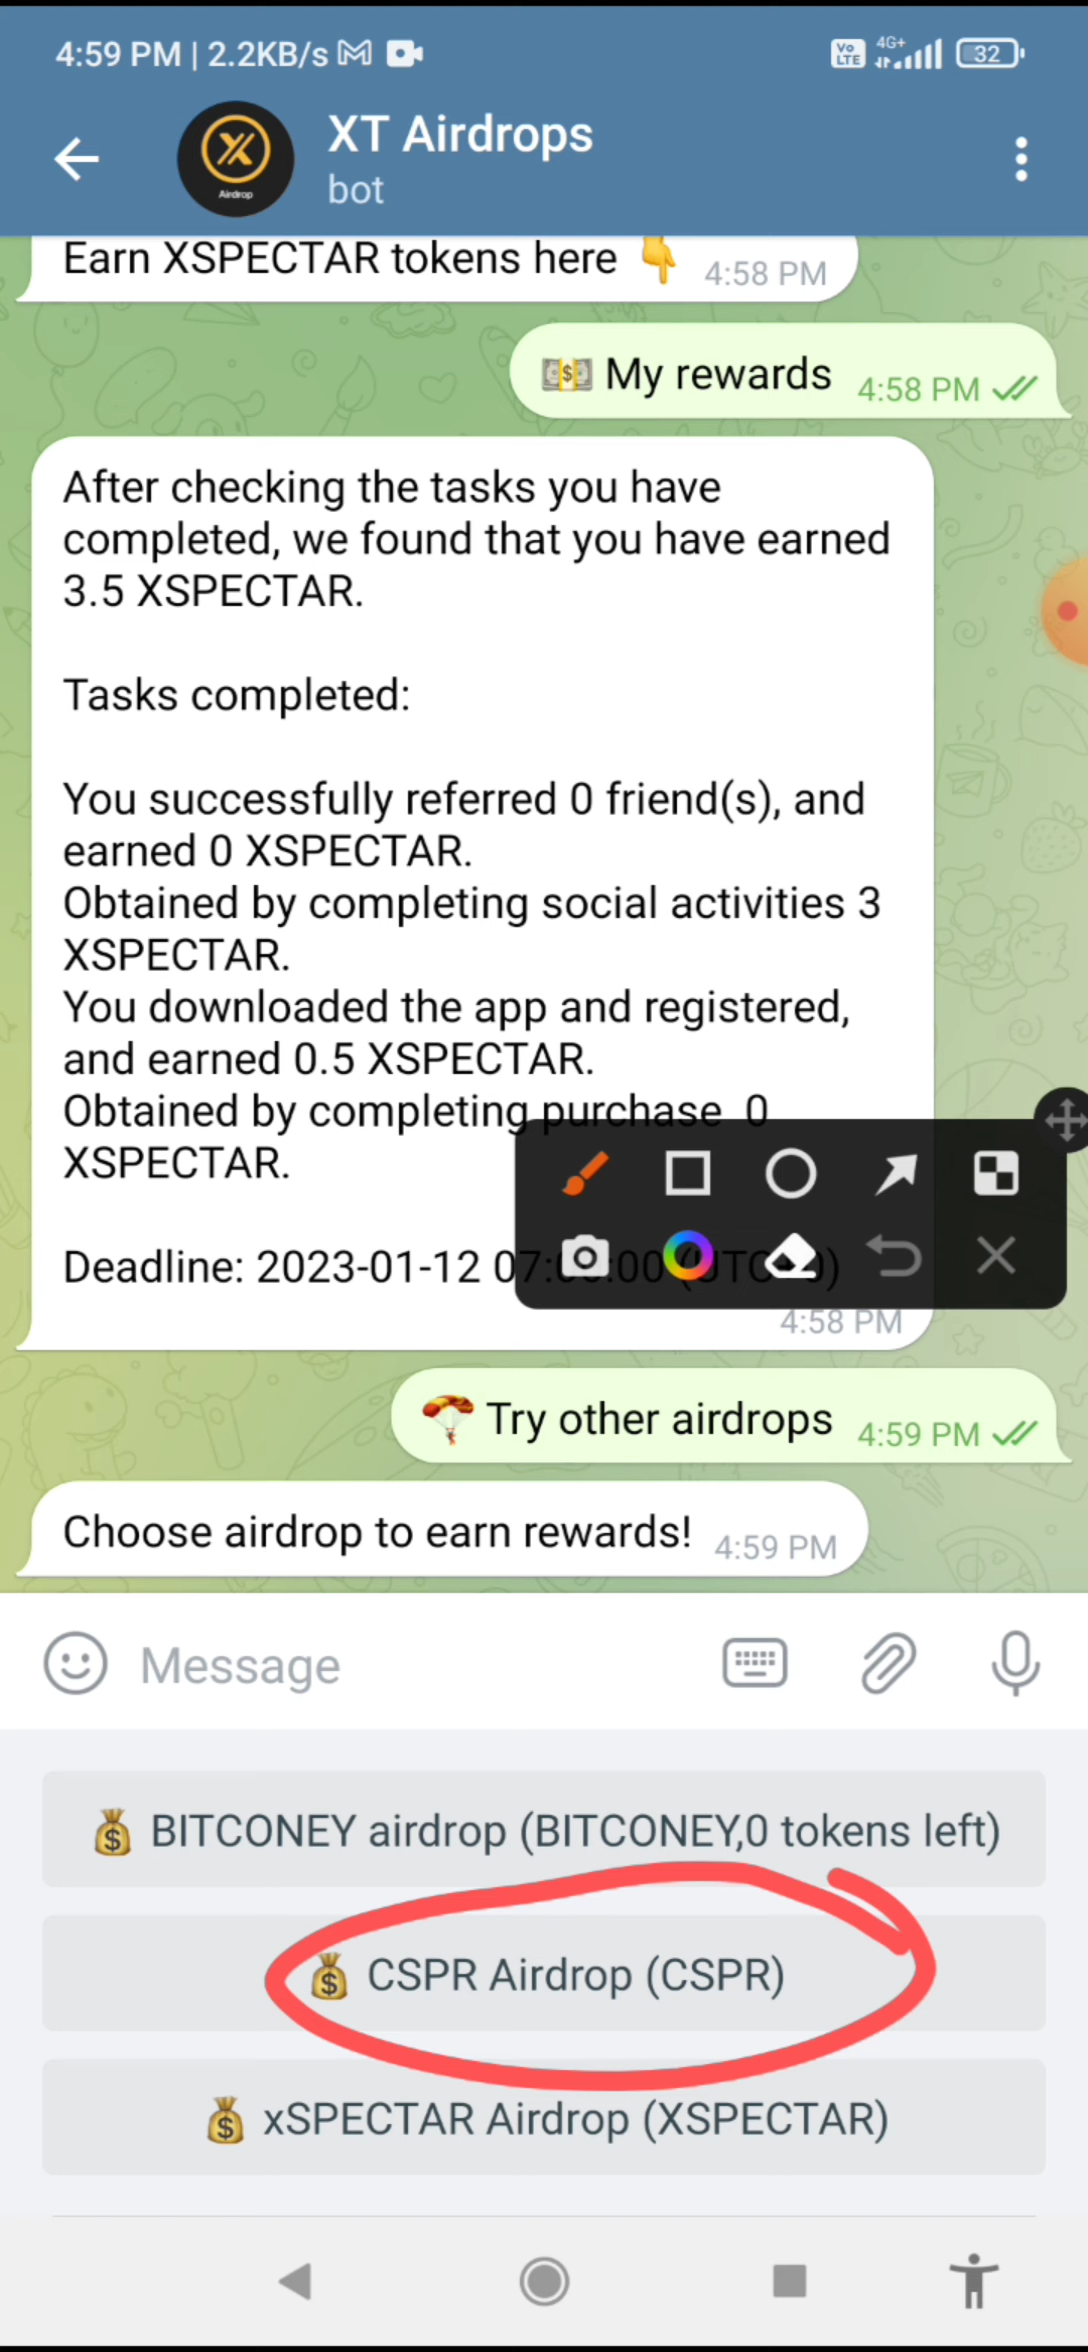 4:59 PM | 2.2KB/s
Vo
LTE
4G+
32
XT Airdrops
bot
Airdrop
Earn XSPECTAR tokens here 👇 4:58 PM
💵 My rewards 4:58 PM
After checking the tasks you have
completed, we found that you have earned
3.5 XSPECTAR.
Tasks completed:
You successfully referred 0 friend(s), and
earned 0 XSPECTAR.
Obtained by completing social activities 3
XSPECTAR.
You downloaded the app and registered,
and earned 0.5 XSPECTAR.
Obtained by completing purchase 0
XSPECTAR.
Deadline: 2023-01-12
4:58 PM
🪂 Try other airdrops 4:59 PM
Choose airdrop to earn rewards! 4:59 PM
Message
💰 BITCONEY airdrop (BITCONEY,0 tokens left)
💰 CSPR Airdrop (CSPR)
💰 xSPECTAR Airdrop (XSPECTAR)